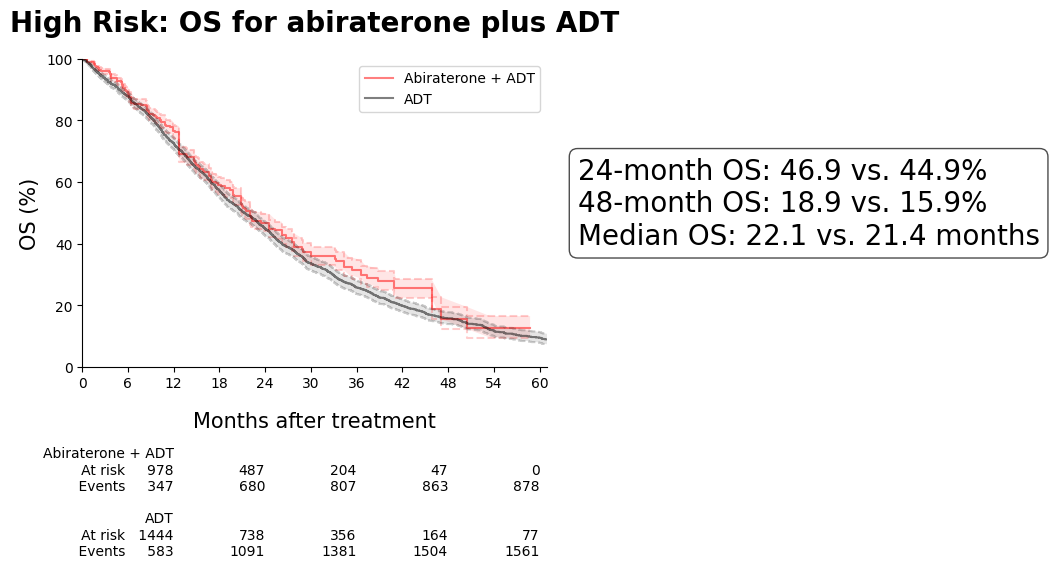 High Risk: OS for abiraterone plus ADT
100
80
60
40
20
0
OS (%)
Abiraterone + ADT
ADT
24-month OS: 46.9 vs. 44.9%
48-month OS: 18.9 vs. 15.9%
Median OS: 22.1 vs. 21.4 months
0 6 12 18 24 30 36 42 48 54 60
Months after treatment
Abiraterone + ADT
At risk 978 487 204 47 0
Events 347 680 807 863 878
ADT
At risk 1444 738 356 164 77
Events 583 1091 1381 1504 1561